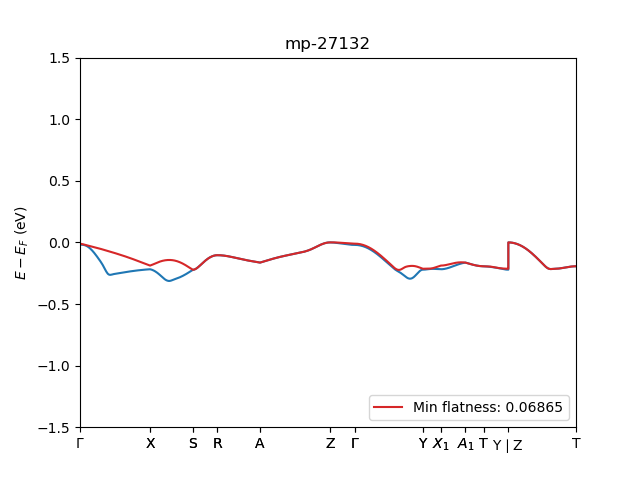 mp-27132
E − E_F (eV)
1.5
1.0
0.5
0.0
−0.5
−1.0
−1.5
Min flatness: 0.06865
Γ X S R A Z Γ Y X₁ A₁ T Y | Z T